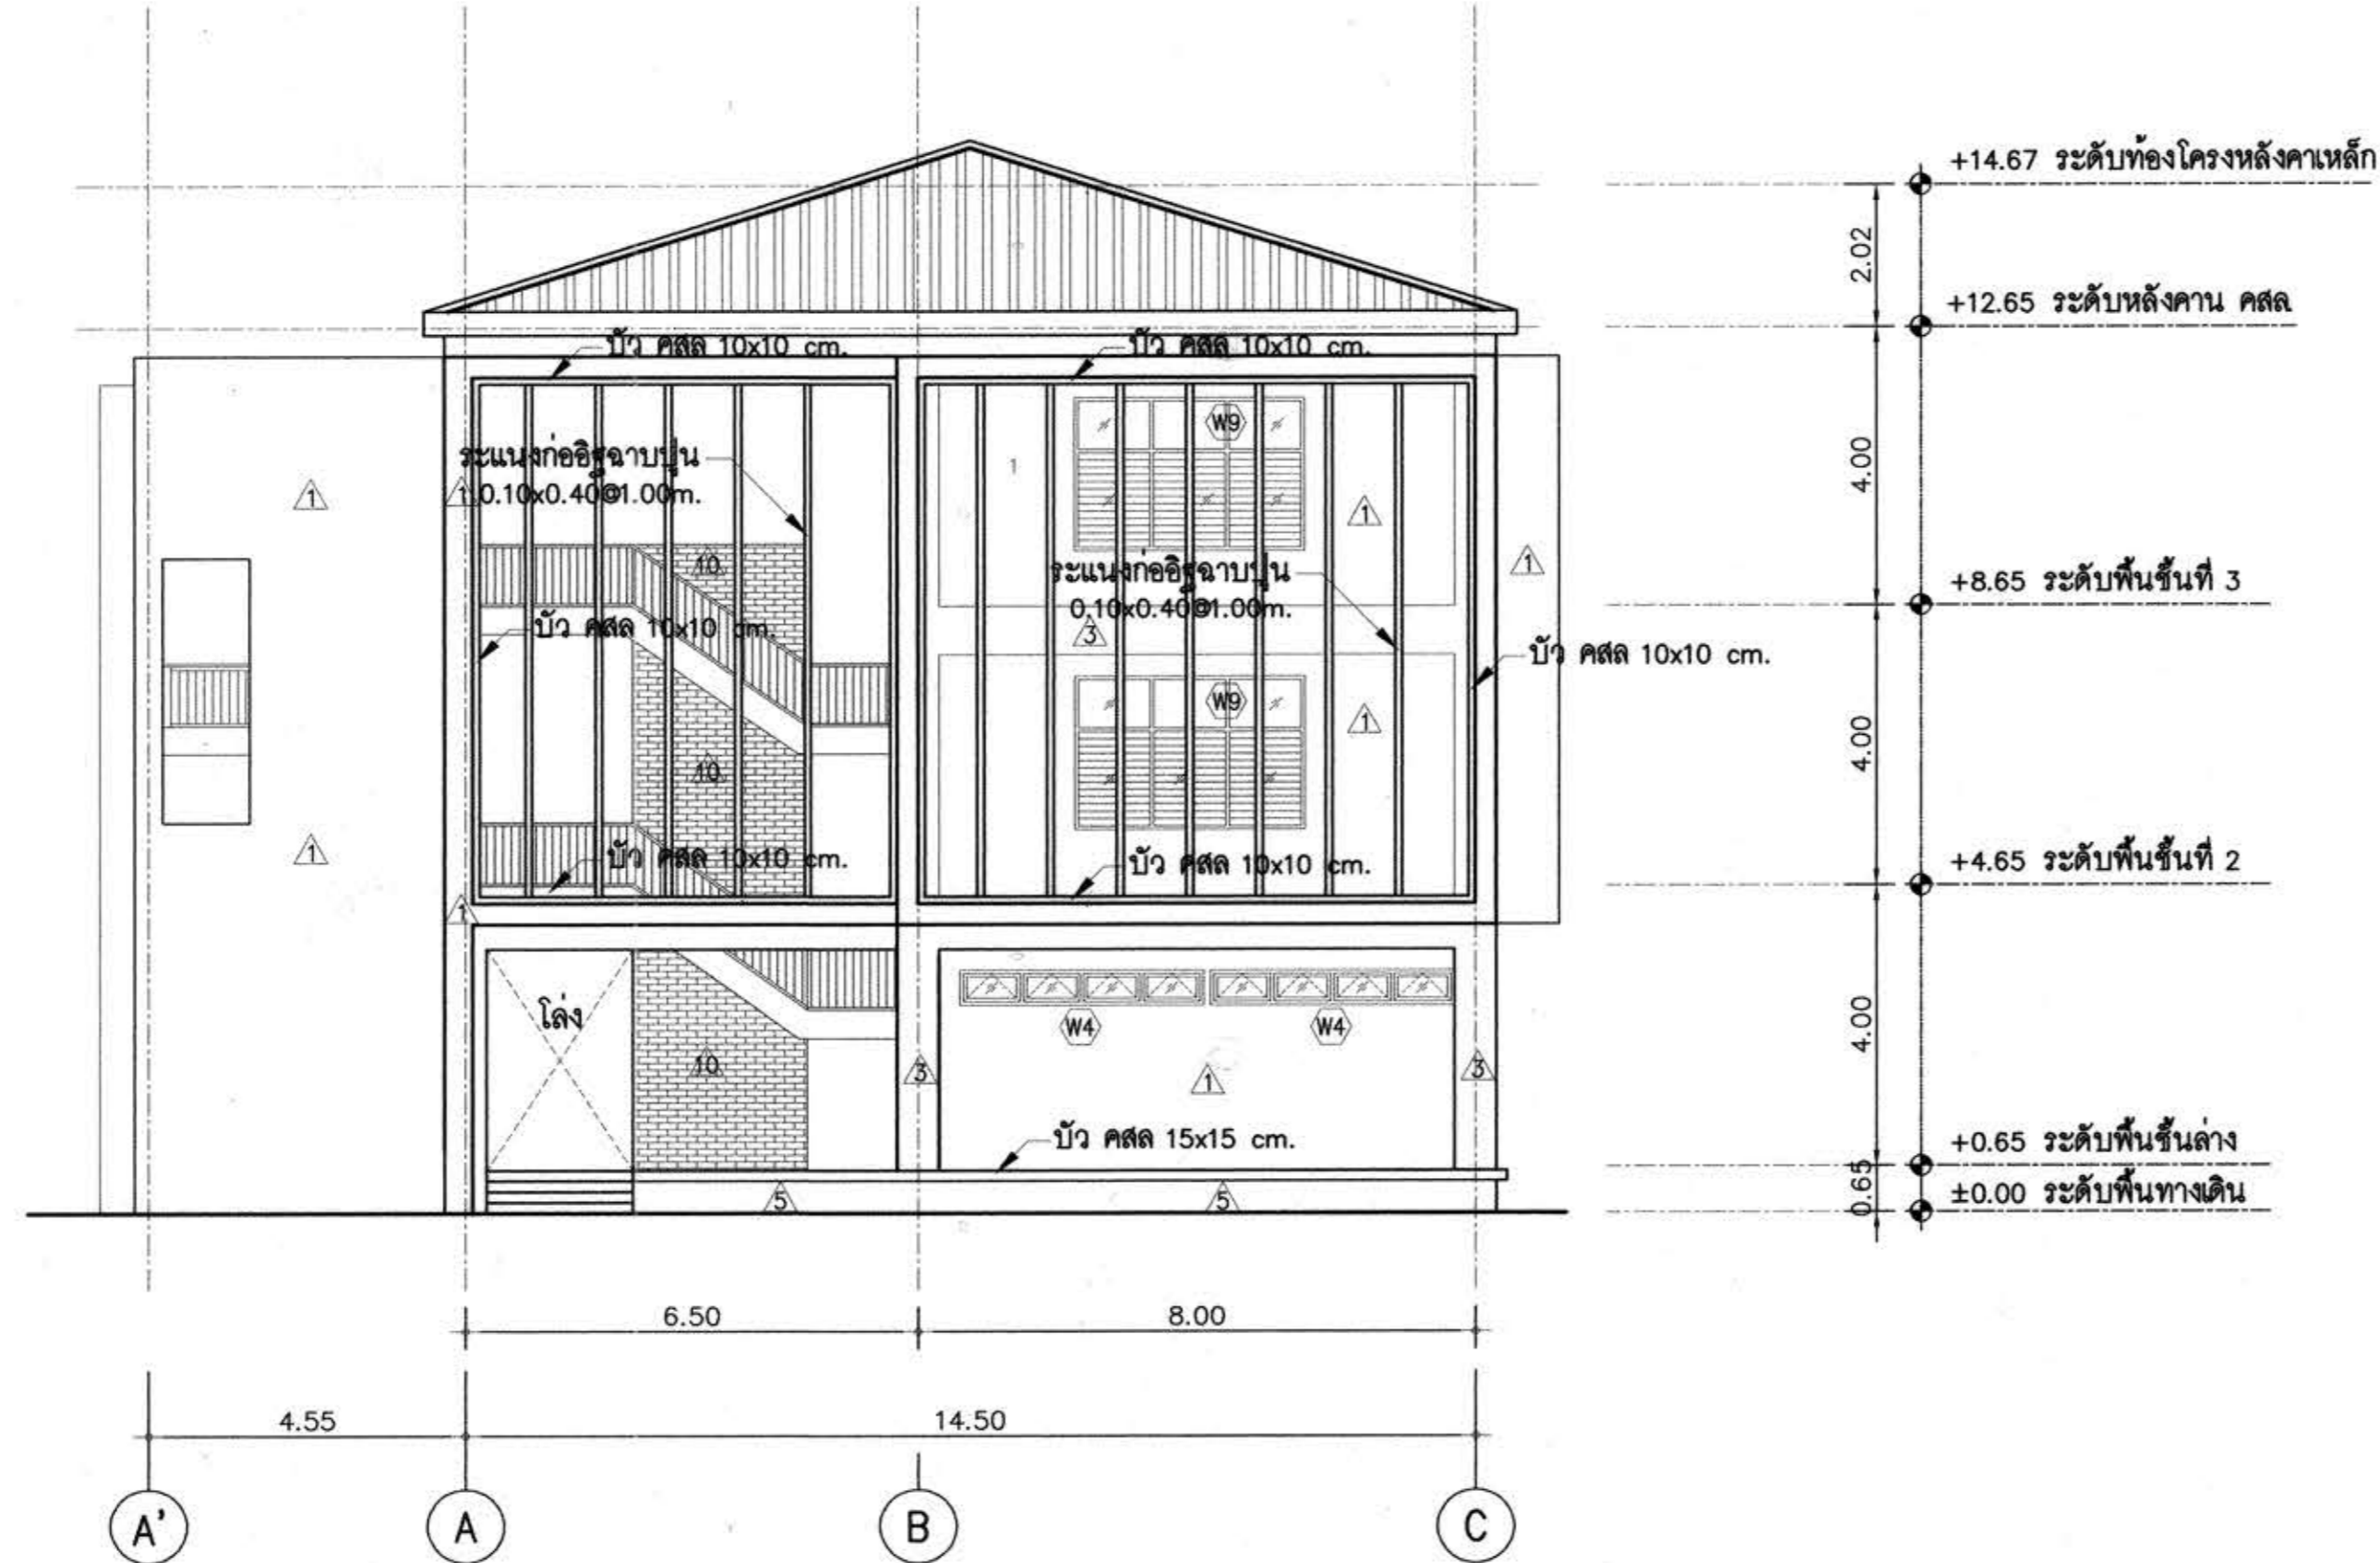 +14.67 ระดับท้องโครงหลังคาเหล็ก
2.02
+12.65 ระดับหลังคาน คสล
บัว คสล 10x10 cm.
บัว คสล 10x10 cm.
W9
4.00
ระแนงก่ออิฐฉาบปูน
0.10x0.40@1.00m.
1
1
1
1
10
1
ระแนงก่ออิฐฉาบปูน
0.10x0.40@1.00m.
+8.65 ระดับพื้นชั้นที่ 3
บัว คสล 10x10 cm.
3
บัว คสล 10x10 cm.
W9
1
4.00
10
1
บัว คสล 10x10 cm.
บัว คสล 10x10 cm.
+4.65 ระดับพื้นชั้นที่ 2
1
โล่ง
W4
W4
4.00
10
3
1
3
บัว คสล 15x15 cm.
+0.65 ระดับพื้นชั้นล่าง
0.65
5
5
±0.00 ระดับพื้นทางเดิน
6.50
8.00
4.55
14.50
A'
A
B
C